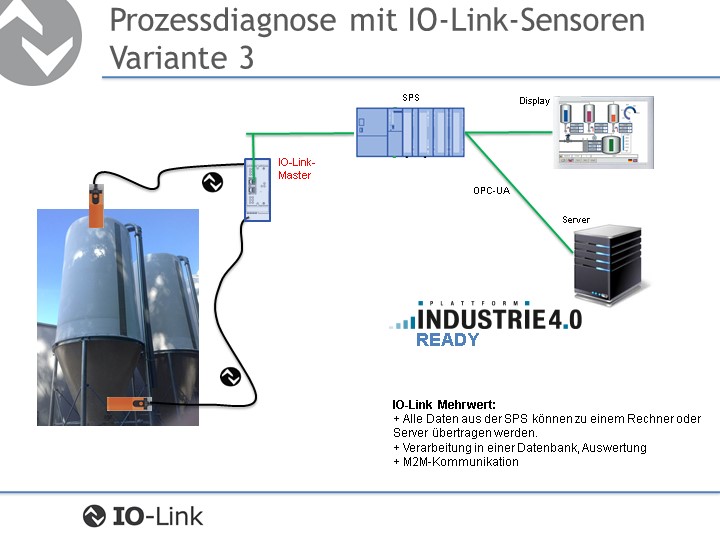 Prozessdiagnose mit IO-Link-Sensoren
Variante 3
SPS
Display
IO-Link-
Master
OPC-UA
Server
PLATTFORM
INDUSTRIE4.0
READY
IO-Link Mehrwert:
+ Alle Daten aus der SPS können zu einem Rechner oder
Server übertragen werden.
+ Verarbeitung in einer Datenbank, Auswertung
+ M2M-Kommunikation
IO-Link